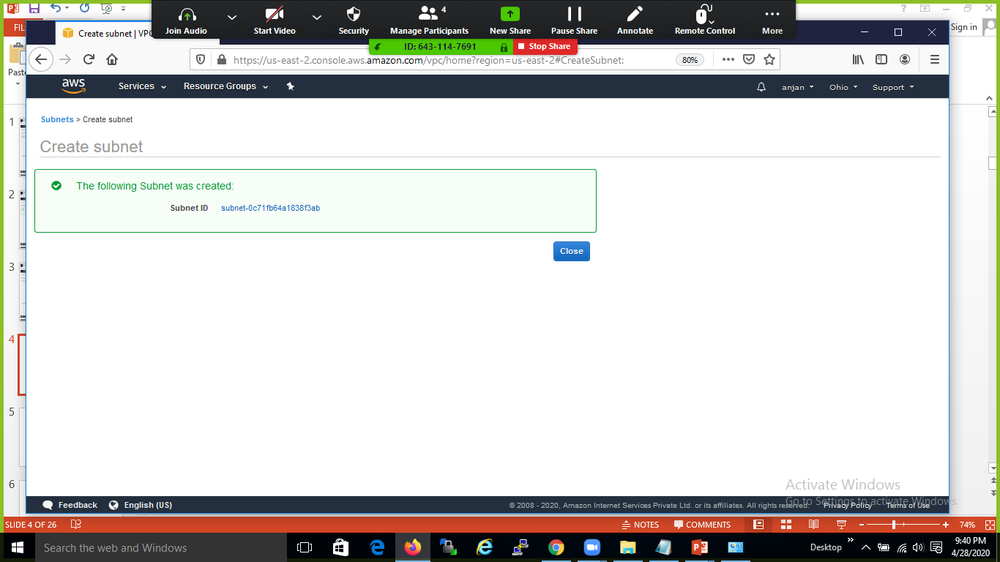 Join Audio
Start Video
Security
4
Manage Participants
New Share
Pause Share
Annotate
Remote Control
More
ID: 643-114-7691
Stop Share
FIL
Sign in
Create subnet | VPC
https://us-east-2.console.aws.amazon.com/vpc/home?region=us-east-2#CreateSubnet:
80%
Paste
aws
Services
Resource Groups
anjan
Ohio
Support
Subnets > Create subnet
Create subnet
The following Subnet was created:
Subnet ID subnet-0c71fb64a1838f3ab
Close
1
2
3
4
5
6
Activate Windows
Go to Settings to activate Windows.
Feedback
English (US)
© 2008 - 2020, Amazon Internet Services Private Ltd. or its affiliates. All rights reserved.
Privacy Policy
Terms of Use
SLIDE 4 OF 26
NOTES
COMMENTS
74%
Search the web and Windows
Desktop
9:40 PM
4/28/2020